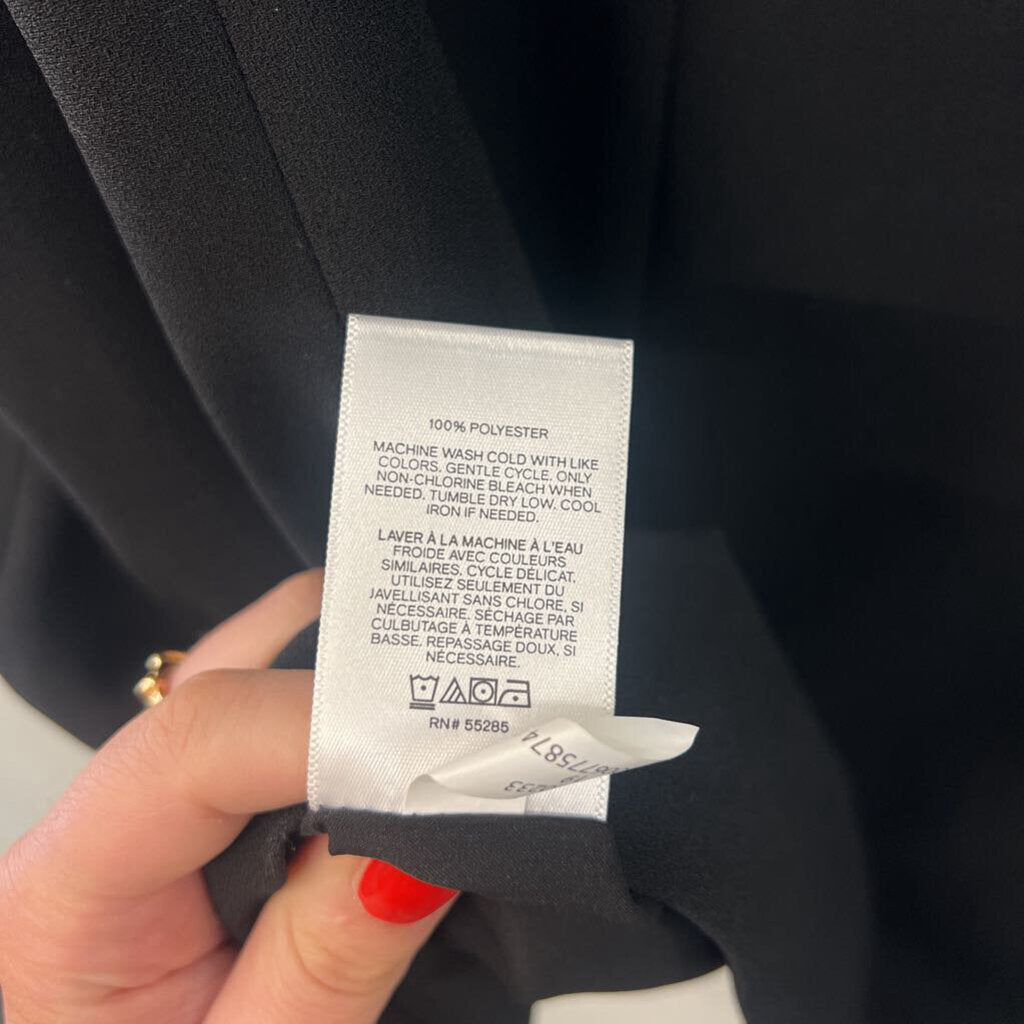 100% POLYESTER
MACHINE WASH COLD WITH LIKE
COLORS. GENTLE CYCLE. ONLY
NON-CHLORINE BLEACH WHEN
NEEDED. TUMBLE DRY LOW. COOL
IRON IF NEEDED.
LAVER À LA MACHINE À L'EAU
FROIDE AVEC COULEURS
SIMILAIRES. CYCLE DÉLICAT.
UTILISEZ SEULEMENT DU
JAVELLISANT SANS CHLORE, SI
NÉCESSAIRE. SÉCHAGE PAR
CULBUTAGE À TEMPÉRATURE
BASSE. REPASSAGE DOUX, SI
NÉCESSAIRE.
RN# 55285